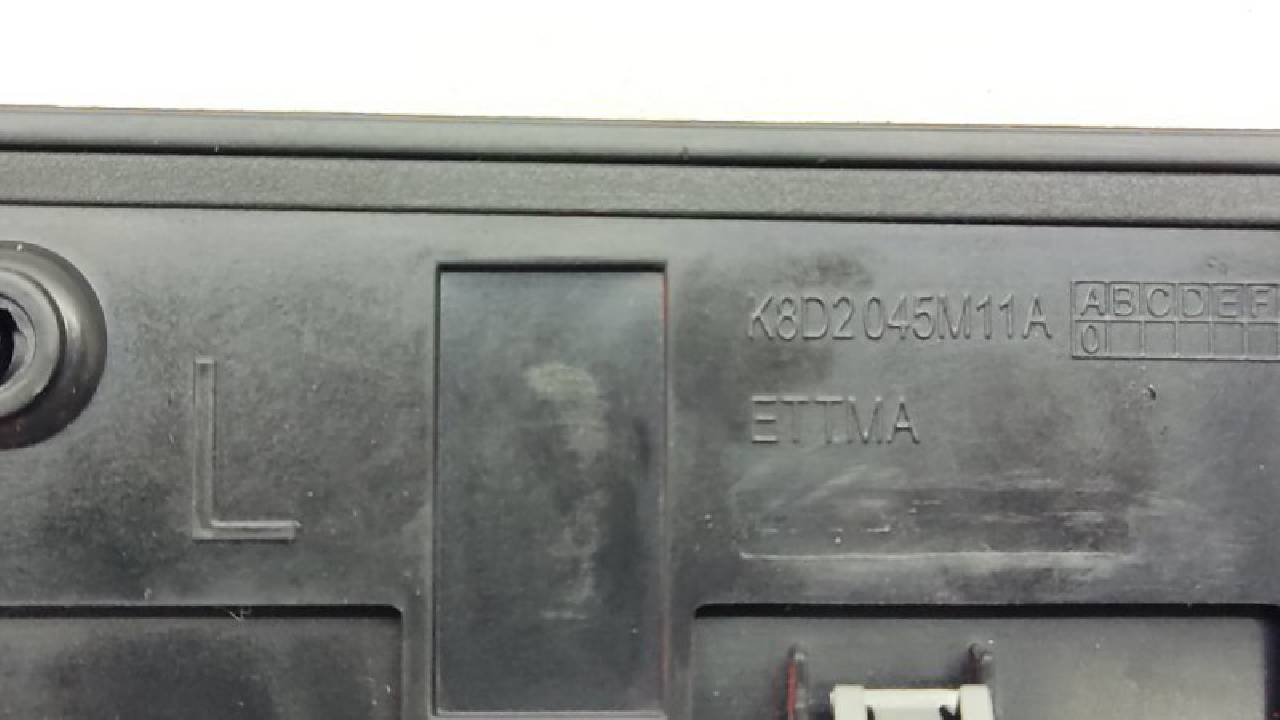 L
K8D2 045M11A
ABCDEF
0
ETTMA